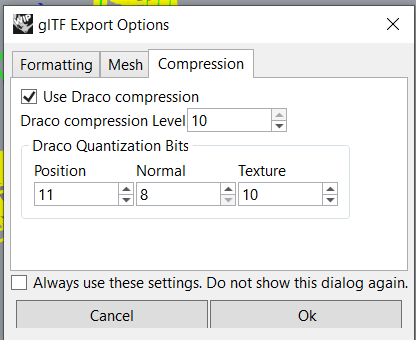 glTF Export Options
Formatting Mesh Compression
Use Draco compression
Draco compression Level 10
Draco Quantization Bits
Position Normal Texture
11 8 10
Always use these settings. Do not show this dialog again.
Cancel Ok